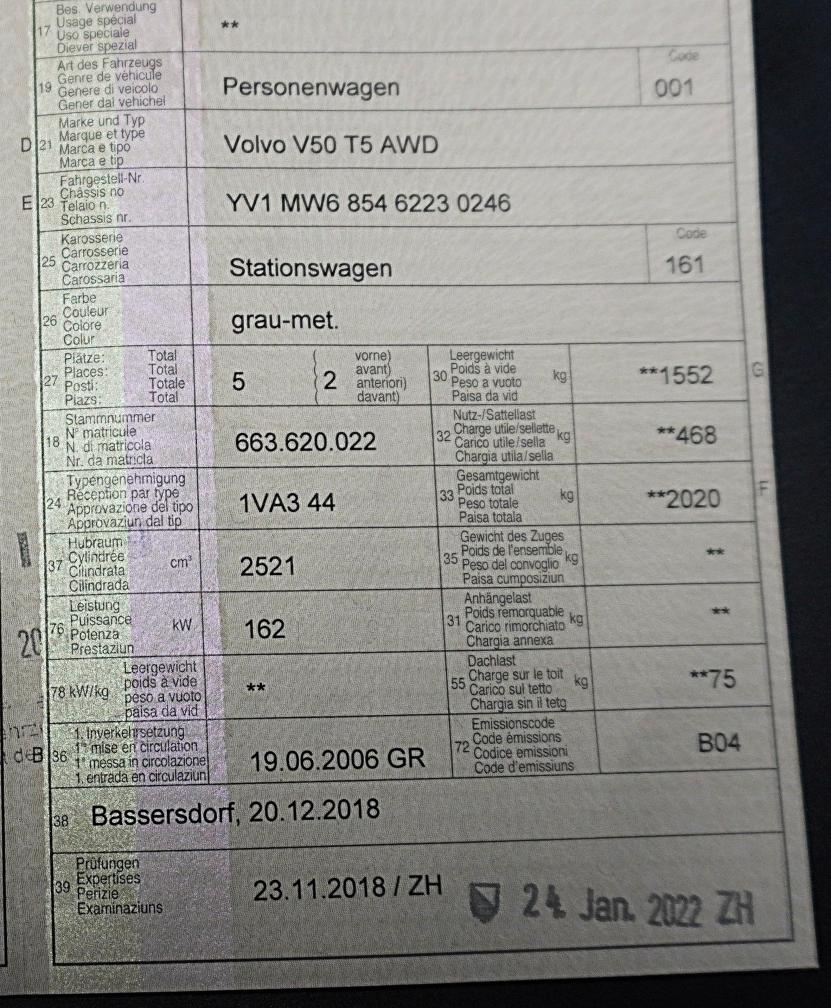 17 Bes. Verwendung
Usage spécial
Uso speciale
Diever spezial
**
19 Art des Fahrzeugs
Genre de véhicule
Genere di veicolo
Gener dal vehichel
Personenwagen
Code
001
D 21 Marke und Typ
Marque et type
Marca e tipo
Marca e tip
Volvo V50 T5 AWD
E 23 Fahrgestell-Nr.
Châssis no
Telaio n.
Schassis nr.
YV1 MW6 854 6223 0246
25 Karosserie
Carrosserie
Carrozzeria
Carossaria
Stationswagen
Code
161
26 Farbe
Couleur
Colore
Colur
grau-met.
27 Plätze: Total
Places: Total
Posti: Totale
Plazs: Total
5
2
vorne)
avant)
anteriori)
davant)
30 Leergewicht
Poids à vide kg
Peso a vuoto
Paisa da vid
**1552
G
18 Stammnummer
N° matricule
N. di matricola
Nr. da matricla
663.620.022
32 Nutz-/Sattellast
Charge utile/sellette kg
Carico utile/sella
Chargia utila/sella
**468
24 Typengenehmigung
Réception par type
Approvazione del tipo
Approvaziun dal tip
1VA3 44
33 Gesamtgewicht
Poids total kg
Peso totale
Paisa totala
**2020
F
37 Hubraum
Cylindrée cm³
Cilindrata
Cilindrada
2521
35 Gewicht des Zuges
Poids de l'ensemble kg
Peso del convoglio
Paisa cumposiziun
**
76 Leistung
Puissance kW
Potenza
Prestaziun
162
31 Anhängelast
Poids remorquable kg
Carico rimorchiato
Chargia annexa
**
78 kW/kg
Leergewicht
poids à vide
peso a vuoto
paisa da vid
**
55 Dachlast
Charge sur le toit kg
Carico sul tetto
Chargia sin il tetg
**75
B 36 1. Inverkehrsetzung
1re mise en circulation
1a messa in circolazione
1. entrada en circulaziun
19.06.2006 GR
72 Emissionscode
Code émissions
Codice emissioni
Code d'emissiuns
B04
38 Bassersdorf, 20.12.2018
39 Prüfungen
Expertises
Perizie
Examinaziuns
23.11.2018 / ZH
24. Jan. 2022 ZH